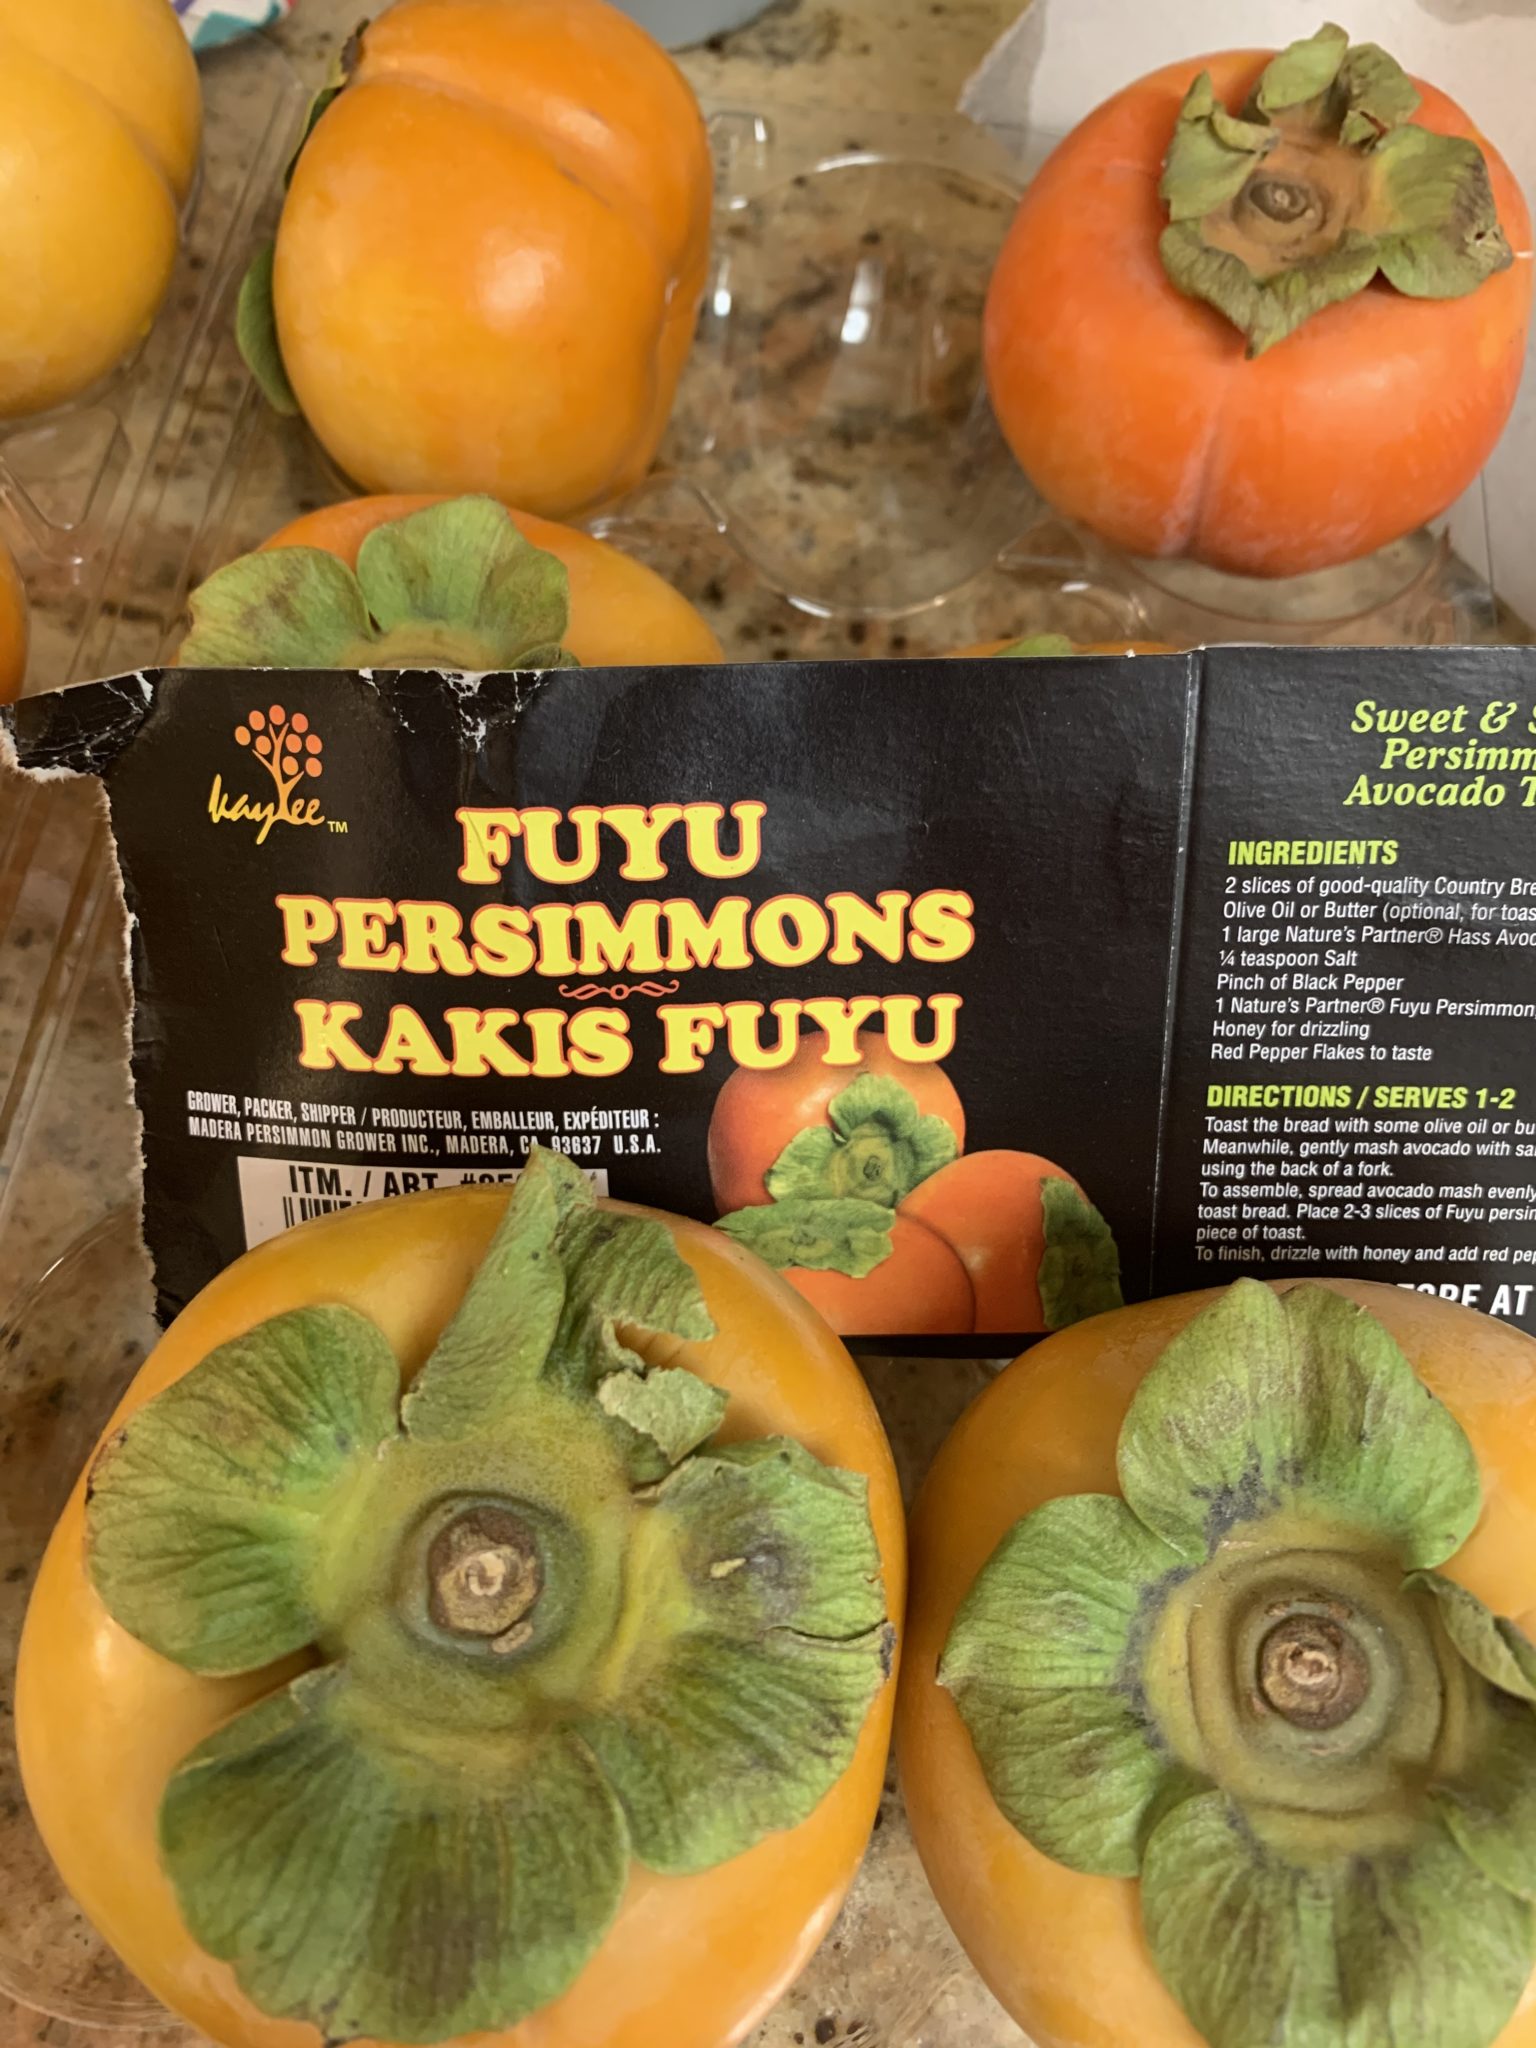 kaylee™
FUYU
PERSIMMONS
KAKIS FUYU
GROWER, PACKER, SHIPPER / PRODUCTEUR, EMBALLEUR, EXPÉDITEUR :
MADERA PERSIMMON GROWER INC., MADERA, CA 93637 U.S.A.
ITM. / ART.
Sweet &
Avocado
INGREDIENTS
2 slices of good-quality Country
Olive Oil or Butter (optional, for
1 large Nature's Partner® Hass
¼ teaspoon Salt
Pinch of Black Pepper
1 Nature's Partner® Fuyu Persimmon,
Honey for drizzling
Red Pepper Flakes to taste
DIRECTIONS / SERVES 1-2
Toast the bread with some olive oil or
Meanwhile, gently mash avocado with
using the back of a fork.
To assemble, spread avocado mash evenly
toast bread. Place 2-3 slices of Fuyu
piece of toast.
To finish, drizzle with honey and add red
AT